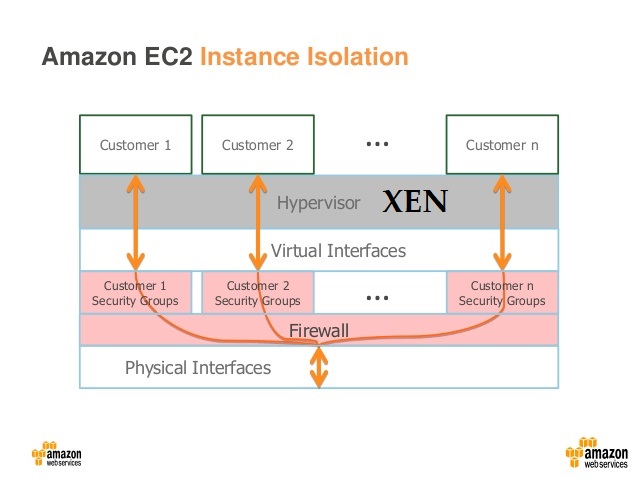 Amazon EC2 Instance Isolation
Customer 1
Customer 2
...
Customer n
Hypervisor XEN
Virtual Interfaces
Customer 1
Security Groups
Customer 2
Security Groups
...
Customer n
Security Groups
Firewall
Physical Interfaces
amazon
webservices
amazon
webservices